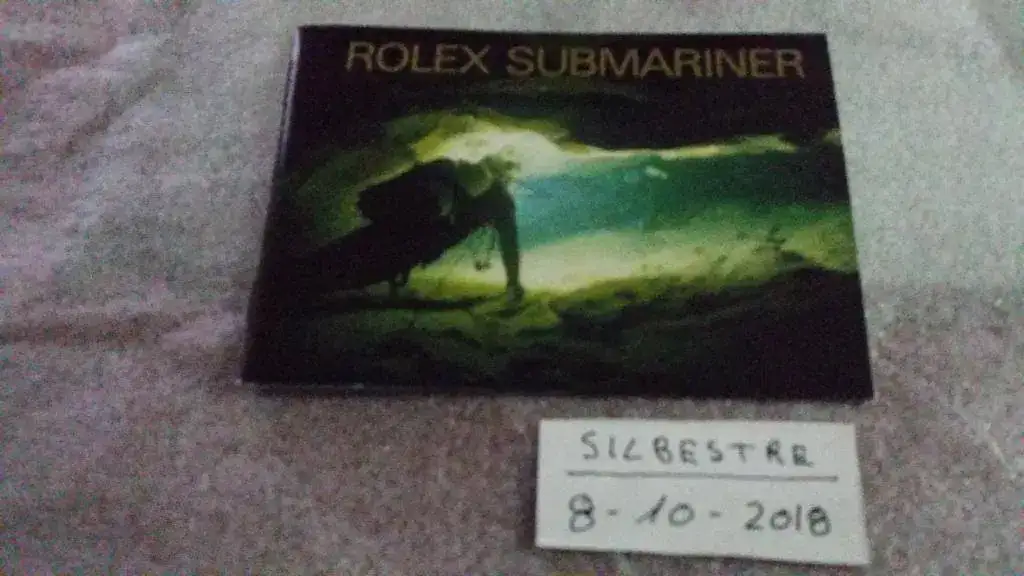 ROLEX SUBMARINER
SILBESTRE
8-10-2018